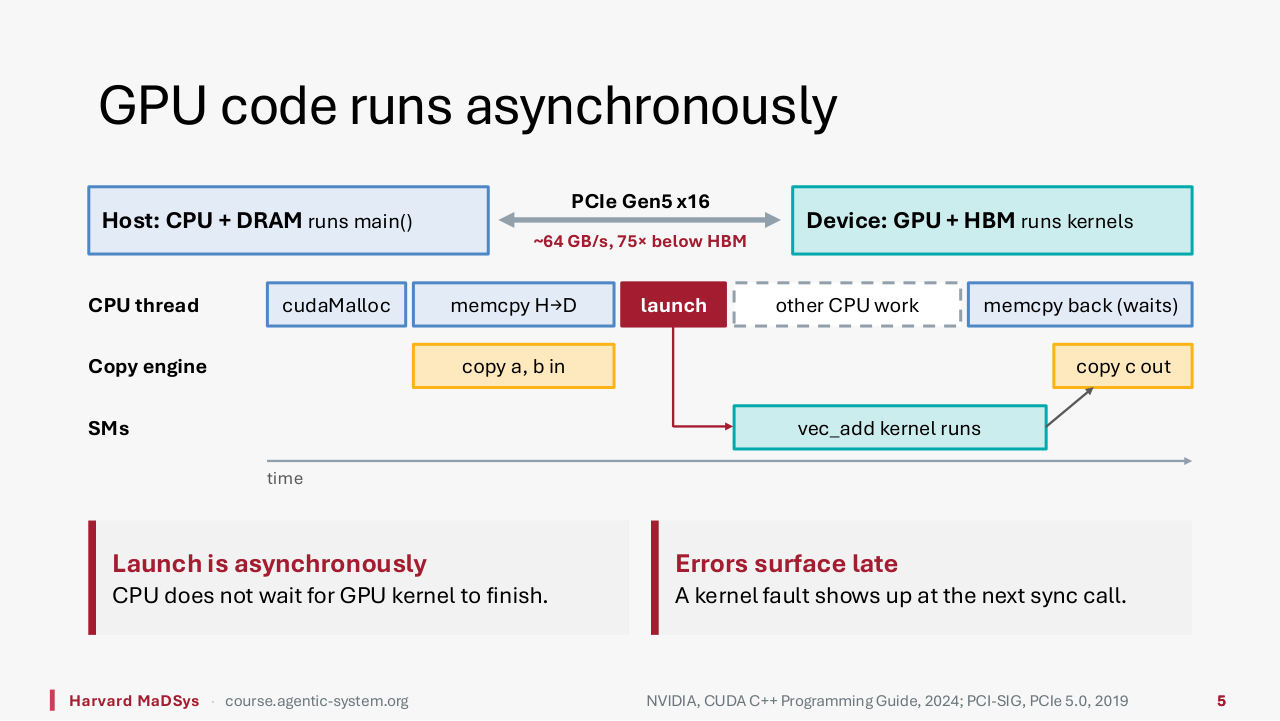 GPU code runs asynchronously
Host: CPU + DRAM runs main()
PCIe Gen5 x16
~64 GB/s, 75× below HBM
Device: GPU + HBM runs kernels
CPU thread
cudaMalloc
memcpy H→D
launch
other CPU work
memcpy back (waits)
Copy engine
copy a, b in
copy c out
SMs
vec_add kernel runs
time
Launch is asynchronously
CPU does not wait for GPU kernel to finish.
Errors surface late
A kernel fault shows up at the next sync call.
Harvard MaDSys · course.agentic-system.org
NVIDIA, CUDA C++ Programming Guide, 2024; PCI-SIG, PCIe 5.0, 2019
5